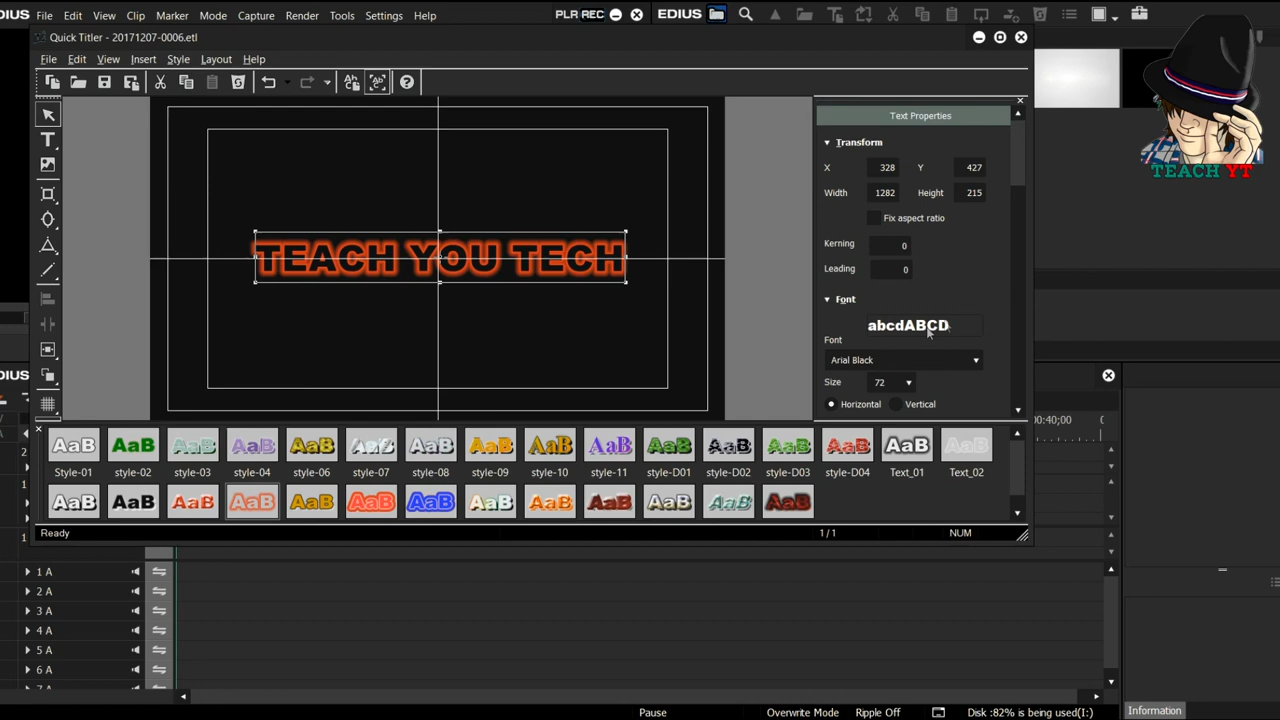 EDIUS
File Edit View Clip Marker Mode Capture Render Tools Settings Help
PLR REC
EDIUS
Quick Titler - 20171207-0006.etl
File Edit View Insert Style Layout Help
TEACH YOU TECH
Text Properties
Transform
X 328 Y 427
Width 1282 Height 215
Fix aspect ratio
Kerning 0
Leading 0
Font
abcdABCD
Font
Arial Black
Size 72
Horizontal Vertical
TEACH YT
EDIUS
00:40;00
AaB AaB AaB AaB AaB AaB AaB AaB AaB AaB AaB AaB AaB AaB AaB AaB
Style-01 style-02 style-03 style-04 style-06 style-07 style-08 style-09 style-10 style-11 style-D01 style-D02 style-D03 style-D04 Text_01 Text_02
AaB AaB AaB AaB AaB AaB AaB AaB AaB AaB AaB AaB AaB
Ready 1 / 1 NUM
1 A
2 A
3 A
4 A
5 A
6 A
Information
Pause Overwrite Mode Ripple Off Disk :82% is being used(I:)